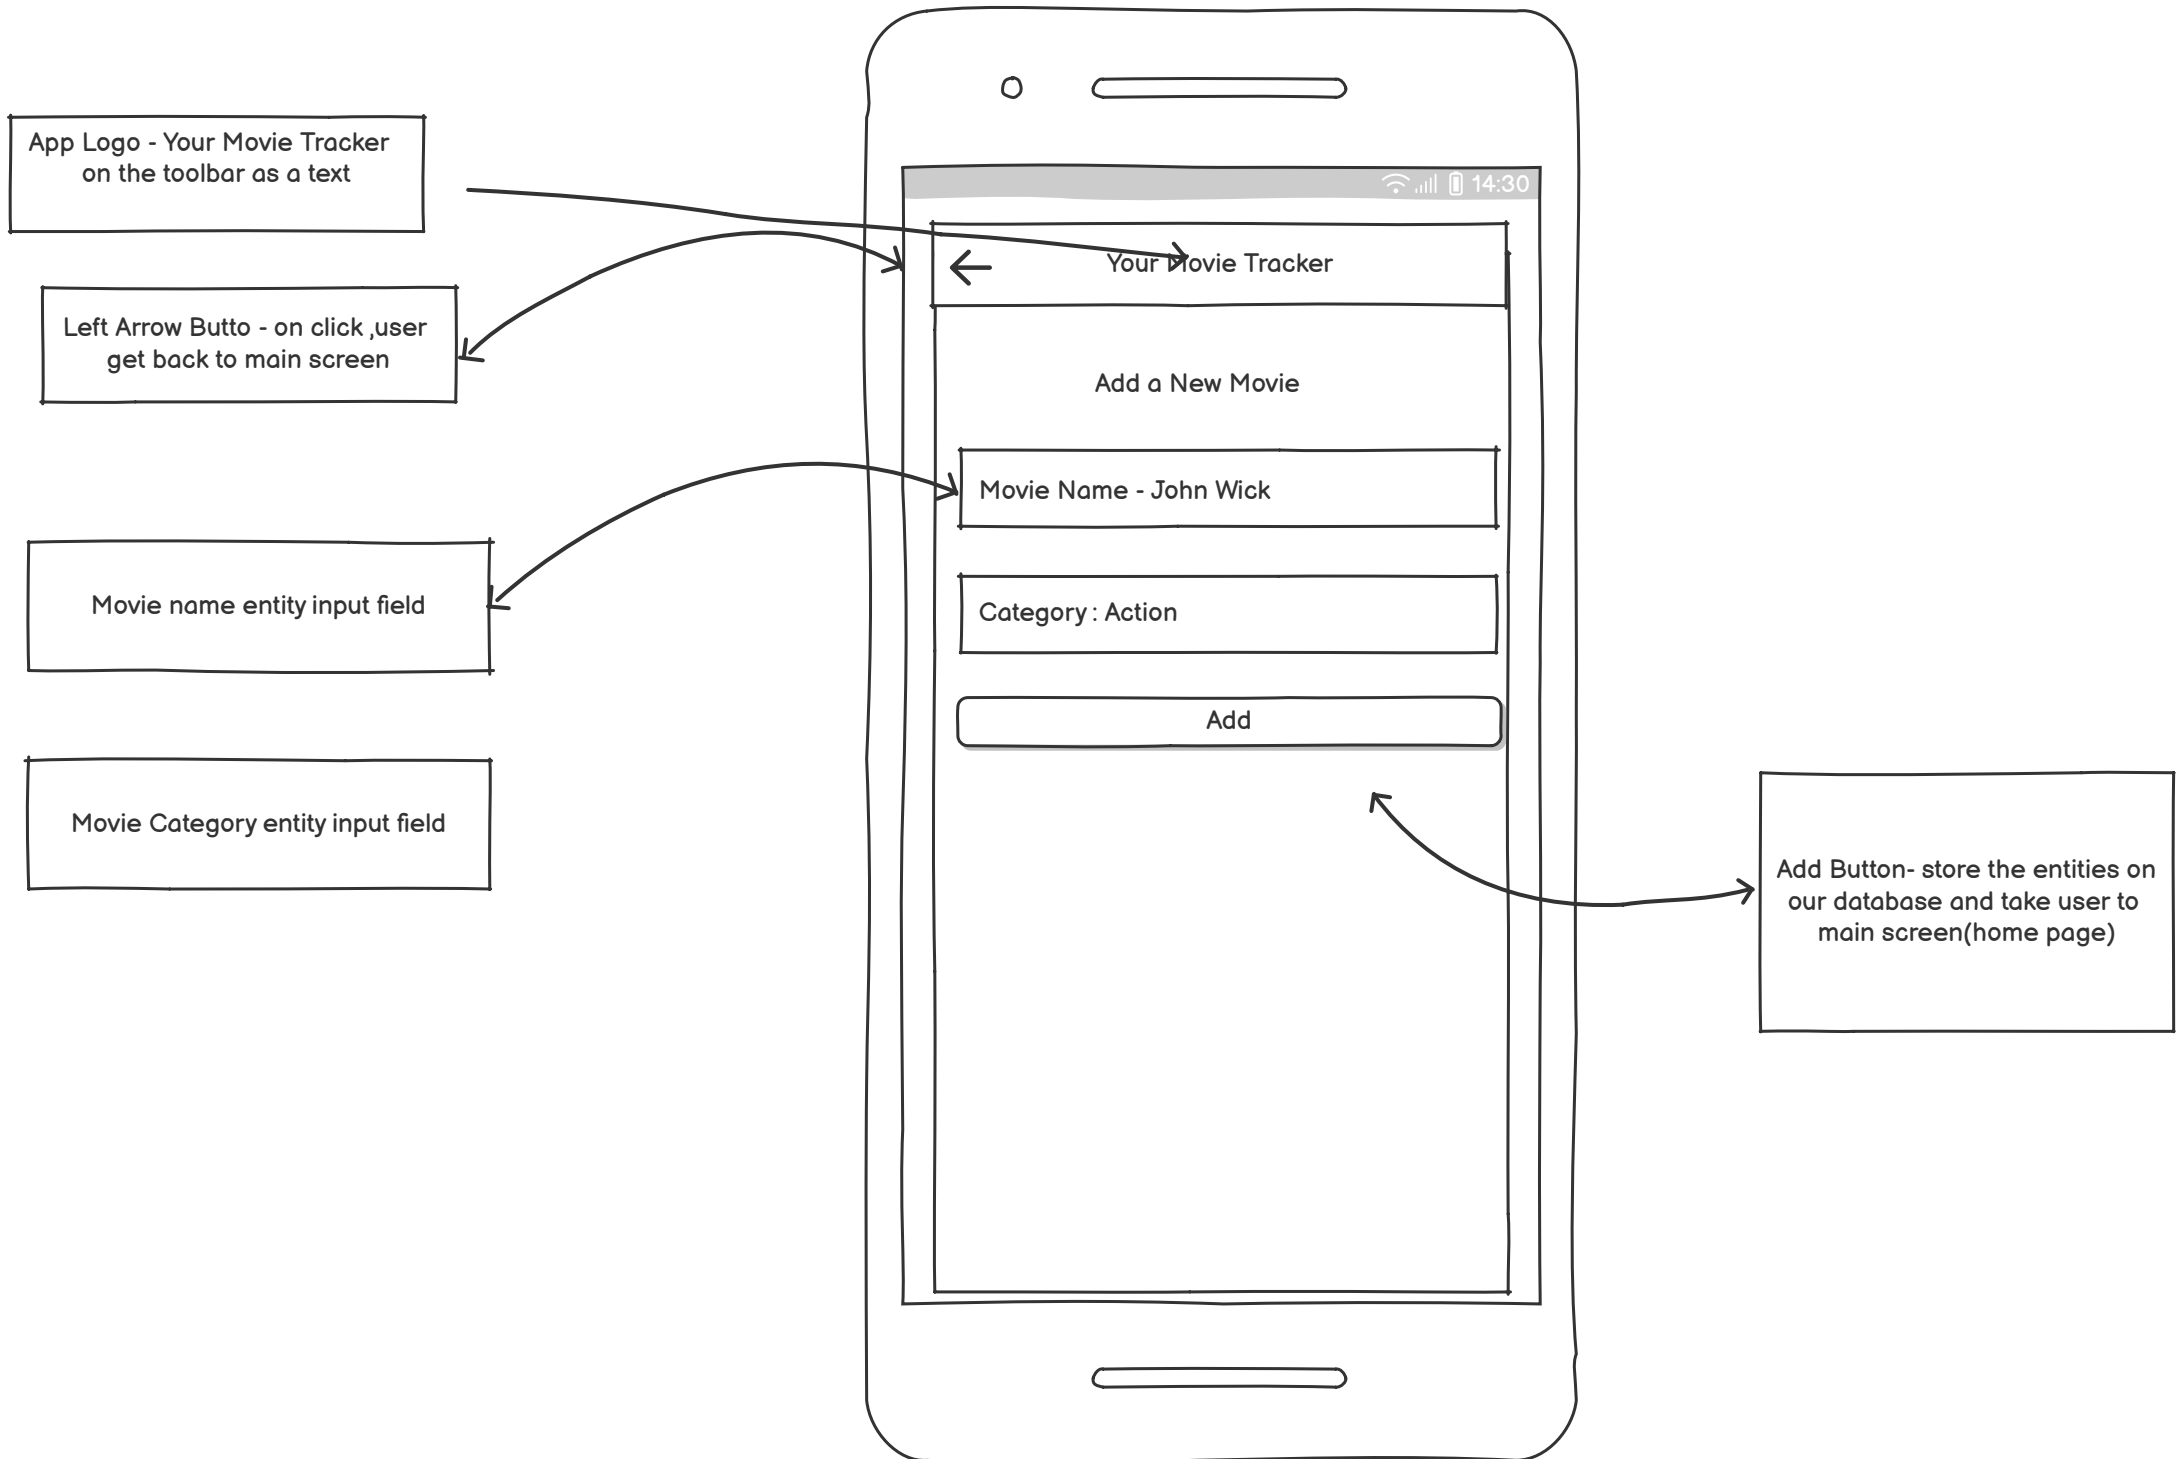 App Logo - Your Movie Tracker
on the toolbar as a text
Left Arrow Butto - on click ,user
get back to main screen
Movie name entity input field
Movie Category entity input field
14:30
Your Movie Tracker
Add a New Movie
Movie Name - John Wick
Category : Action
Add
Add Button- store the entities on
our database and take user to
main screen(home page)